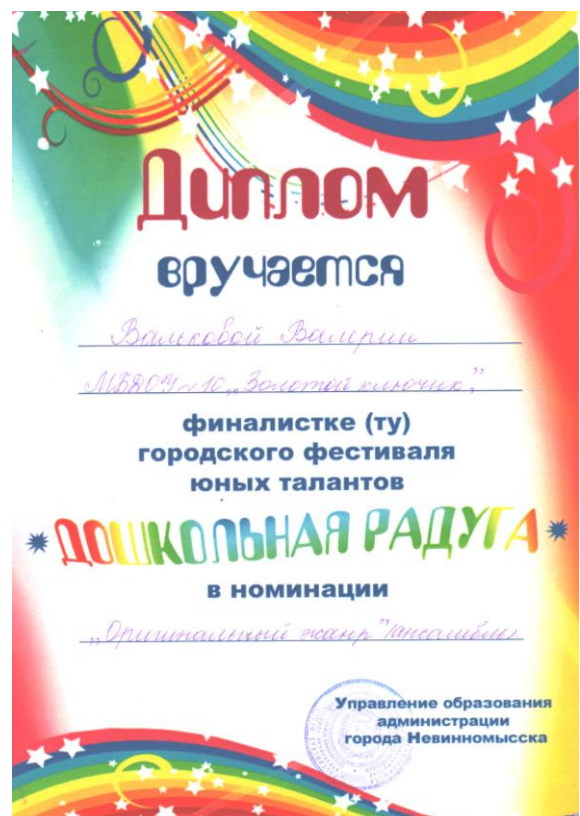 Диплом
вручается
Вальковой Валерии
МБДОУ №10 „Золотой ключик”,
финалистке (ту)
городского фестиваля
юных талантов
ДОШКОЛЬНАЯ РАДУГА
в номинации
„Оригинальный жанр” /ансамбль/
Управление образования
администрации
города Невинномысска